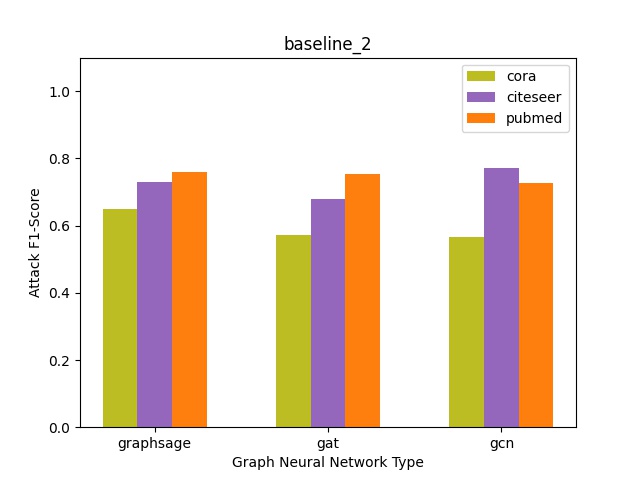 baseline_2
cora
citeseer
pubmed
1.0
0.8
0.6
0.4
0.2
0.0
Attack F1-Score
graphsage
gat
gcn
Graph Neural Network Type